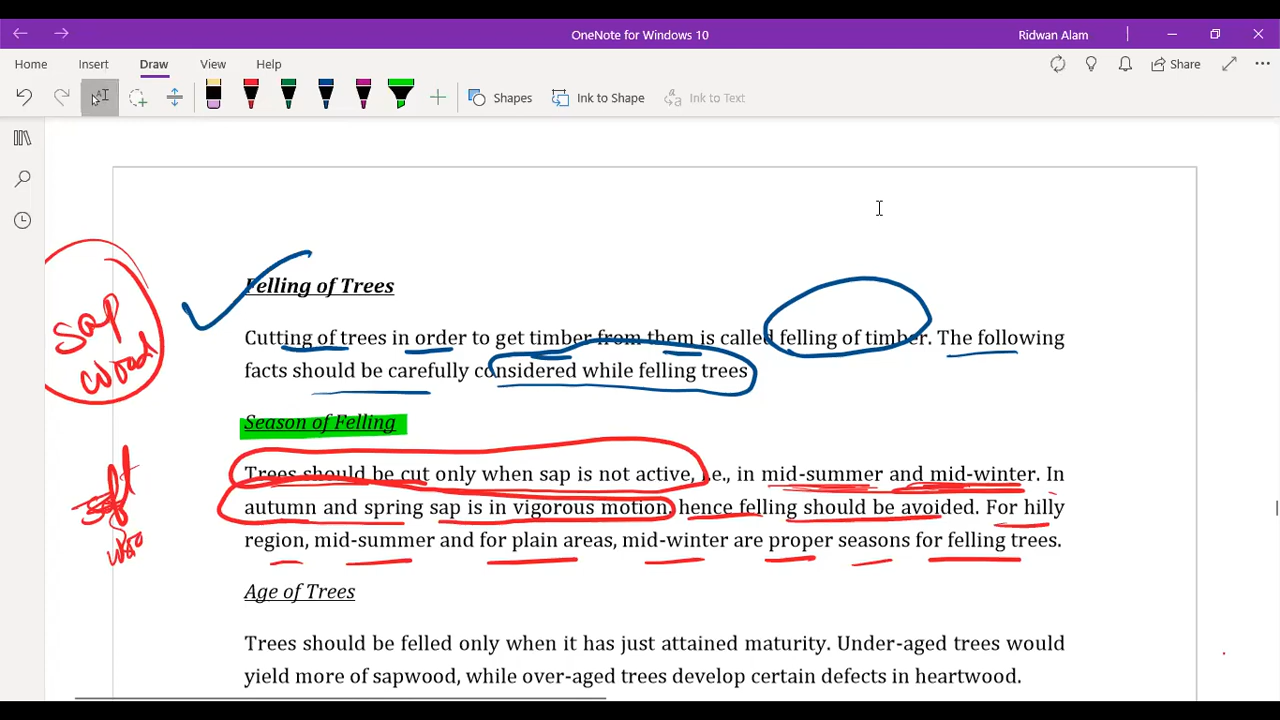 OneNote for Windows 10
Ridwan Alam
Home Insert Draw View Help
Share
Shapes Ink to Shape Ink to Text
Felling of Trees
Cutting of trees in order to get timber from them is called felling of timber. The following
facts should be carefully considered while felling trees
Season of Felling
Trees should be cut only when sap is not active, i.e., in mid-summer and mid-winter. In
autumn and spring sap is in vigorous motion, hence felling should be avoided. For hilly
region, mid-summer and for plain areas, mid-winter are proper seasons for felling trees.
Age of Trees
Trees should be felled only when it has just attained maturity. Under-aged trees would
yield more of sapwood, while over-aged trees develop certain defects in heartwood.
Sap
wood
soft